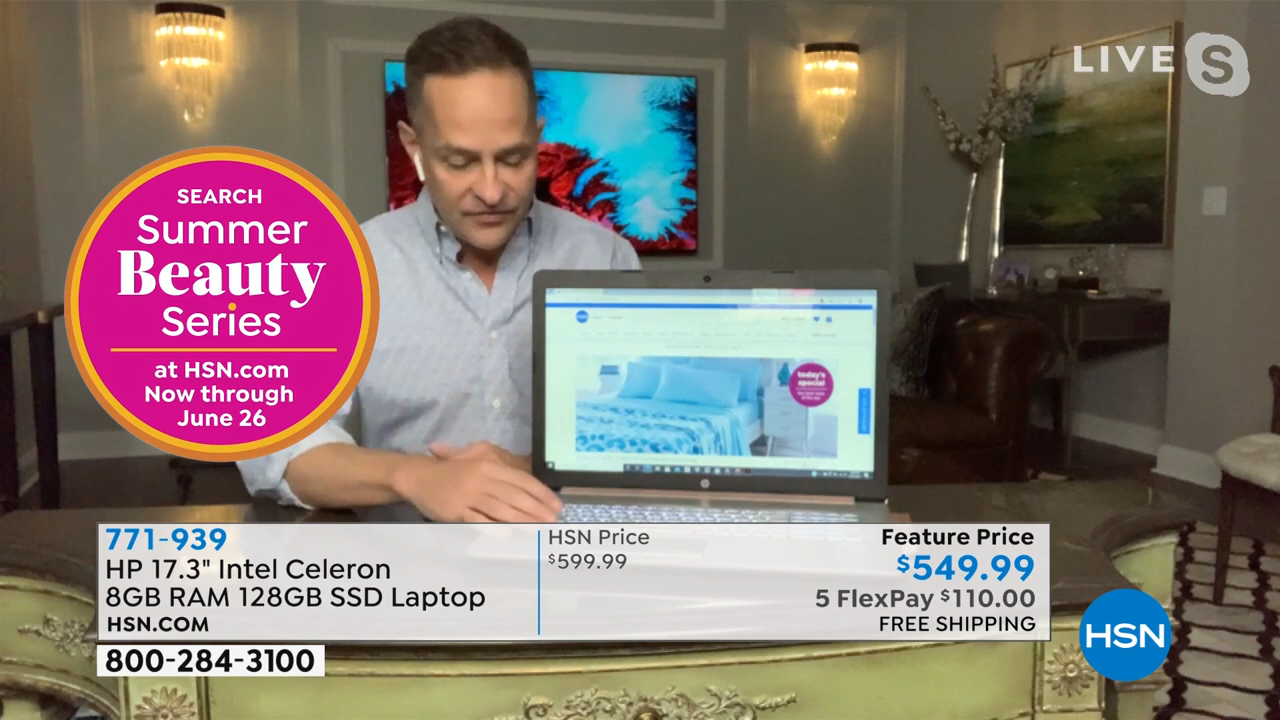 LIVE S
SEARCH
Summer
Beauty
Series
at HSN.com
Now through
June 26
HSN
today's
special
hp
771-939
HP 17.3" Intel Celeron
8GB RAM 128GB SSD Laptop
HSN.COM
HSN Price
$599.99
Feature Price
$549.99
5 FlexPay $110.00
FREE SHIPPING
800-284-3100
HSN